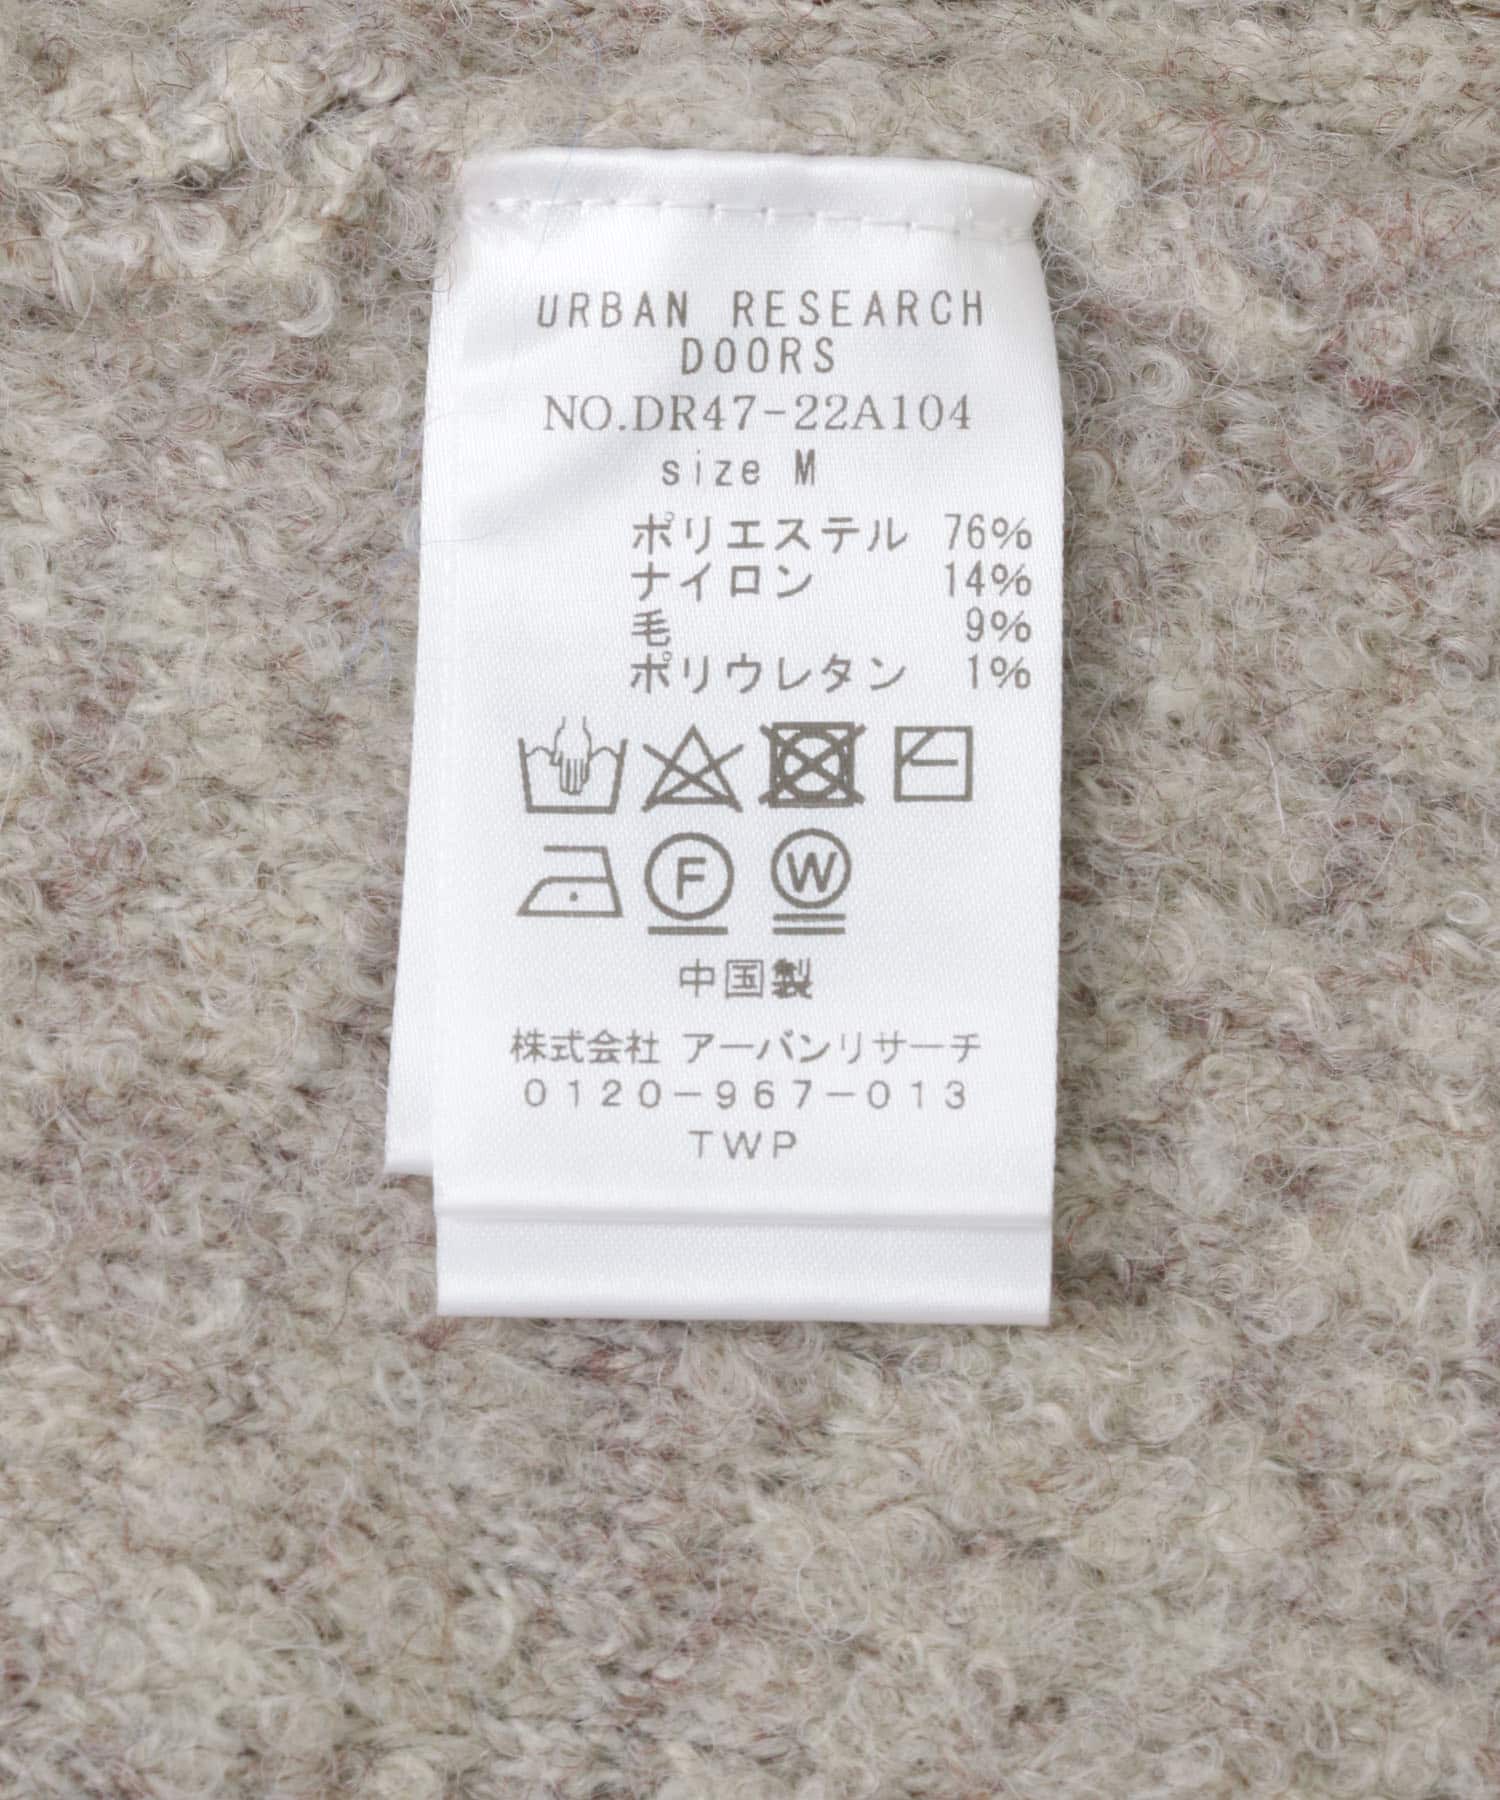 URBAN RESEARCH
DOORS
NO.DR47-22A104
size M
ポリエステル 76%
ナイロン 14%
毛 9%
ポリウレタン 1%
F W
中国製
株式会社 アーバンリサーチ
0120-967-013
TWP